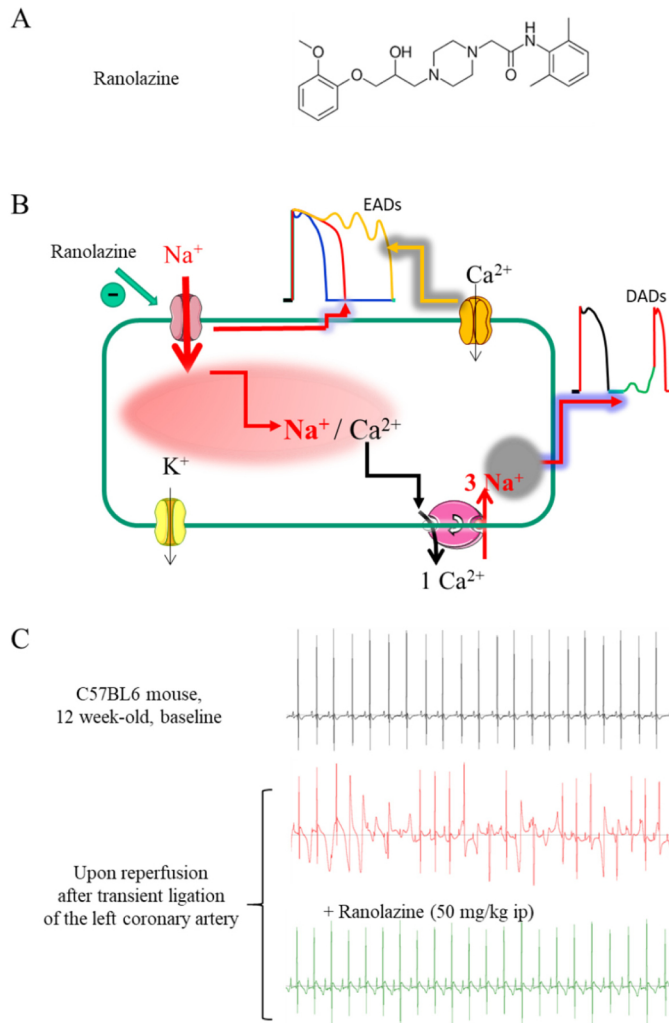 A
Ranolazine
O
O
OH
N
N
O
H
N
B
EADs
Ranolazine
Na⁺
Ca²⁺
DADs
-
Na⁺ / Ca²⁺
K⁺
3 Na⁺
1 Ca²⁺
C
C57BL6 mouse,
12 week-old, baseline
Upon reperfusion
after transient ligation
of the left coronary artery
+ Ranolazine (50 mg/kg ip)